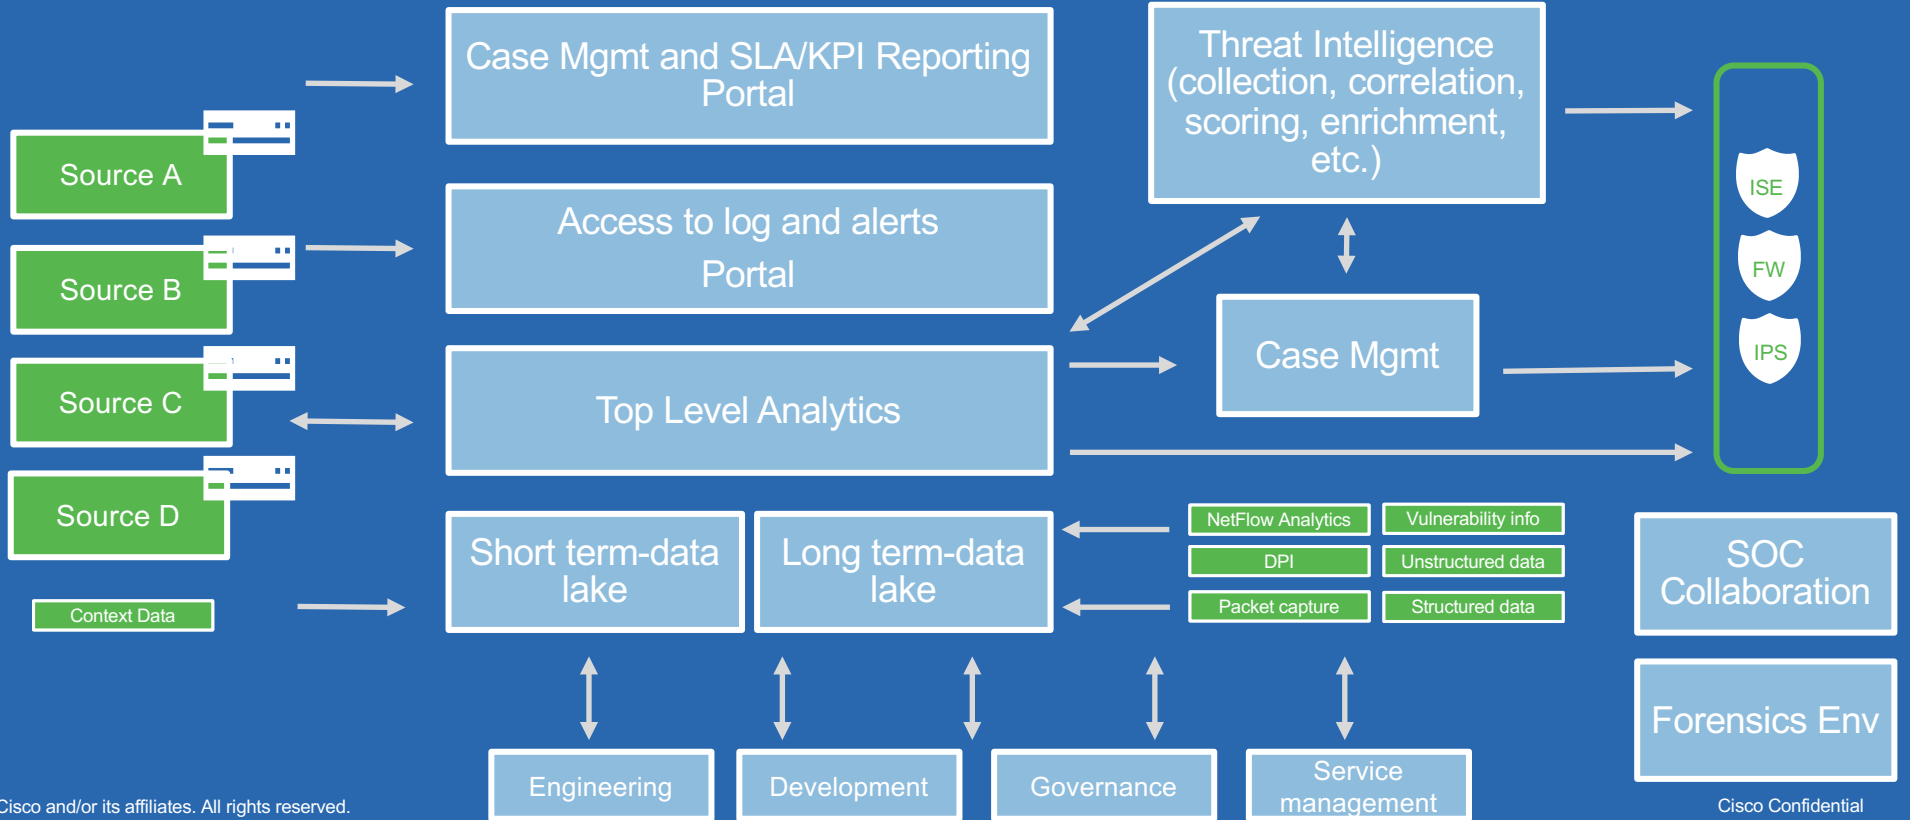 Case Mgmt and SLA/KPI Reporting
Portal
Threat Intelligence
(collection, correlation,
scoring, enrichment,
etc.)
Source A
ISE
Access to log and alerts
Portal
Source B
FW
IPS
Case Mgmt
Source C
Top Level Analytics
Source D
Short term-data
lake
Long term-data
lake
NetFlow Analytics
Vulnerability info
DPI
Unstructured data
Packet capture
Structured data
SOC
Collaboration
Context Data
Forensics Env
Engineering
Development
Governance
Service
management
Cisco and/or its affiliates. All rights reserved.
Cisco Confidential